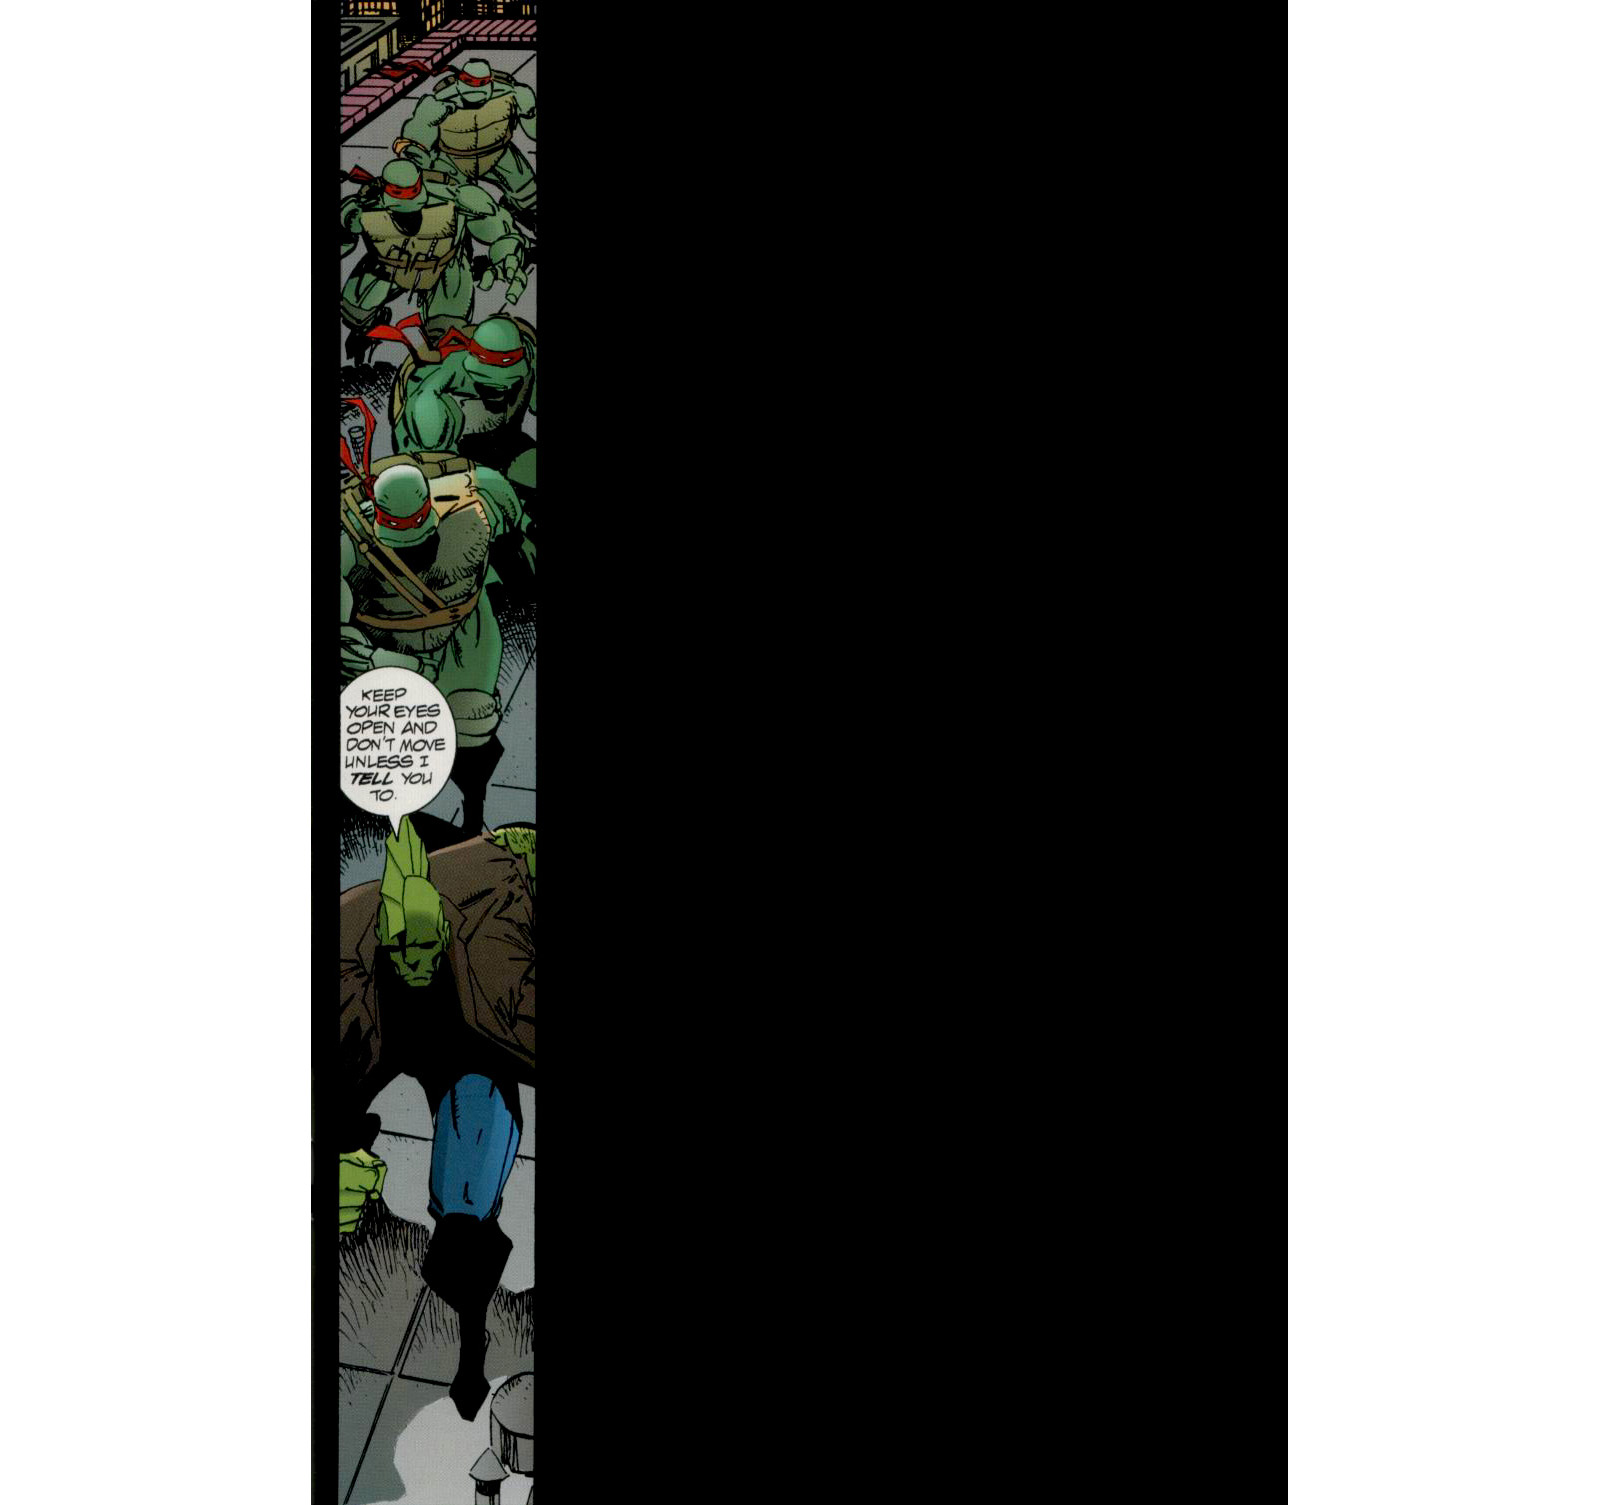 KEEP
YOUR EYES
OPEN AND
DON'T MOVE
UNLESS I
TELL YOU
TO.